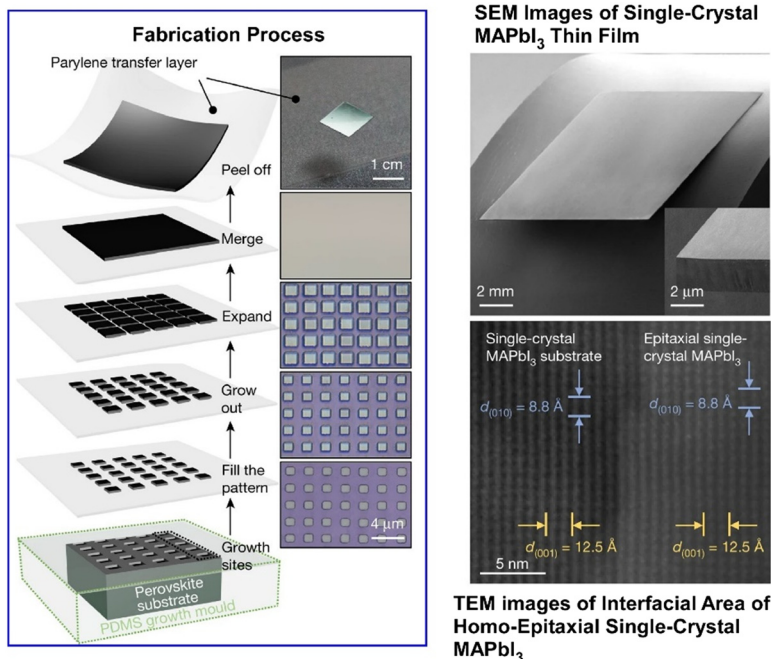 Fabrication Process
Parylene transfer layer
1 cm
Peel off
Merge
Expand
Grow
out
Fill the
pattern
4 μm
Growth
sites
Perovskite
substrate
PDMS growth mould
SEM Images of Single-Crystal
MAPbI₃ Thin Film
2 mm
2 μm
Single-crystal
MAPbI₃ substrate
Epitaxial single-
crystal MAPbI₃
d(010) = 8.8 Å
d(010) = 8.8 Å
d(001) = 12.5 Å
d(001) = 12.5 Å
5 nm
TEM images of Interfacial Area of
Homo-Epitaxial Single-Crystal
MAPbI₃